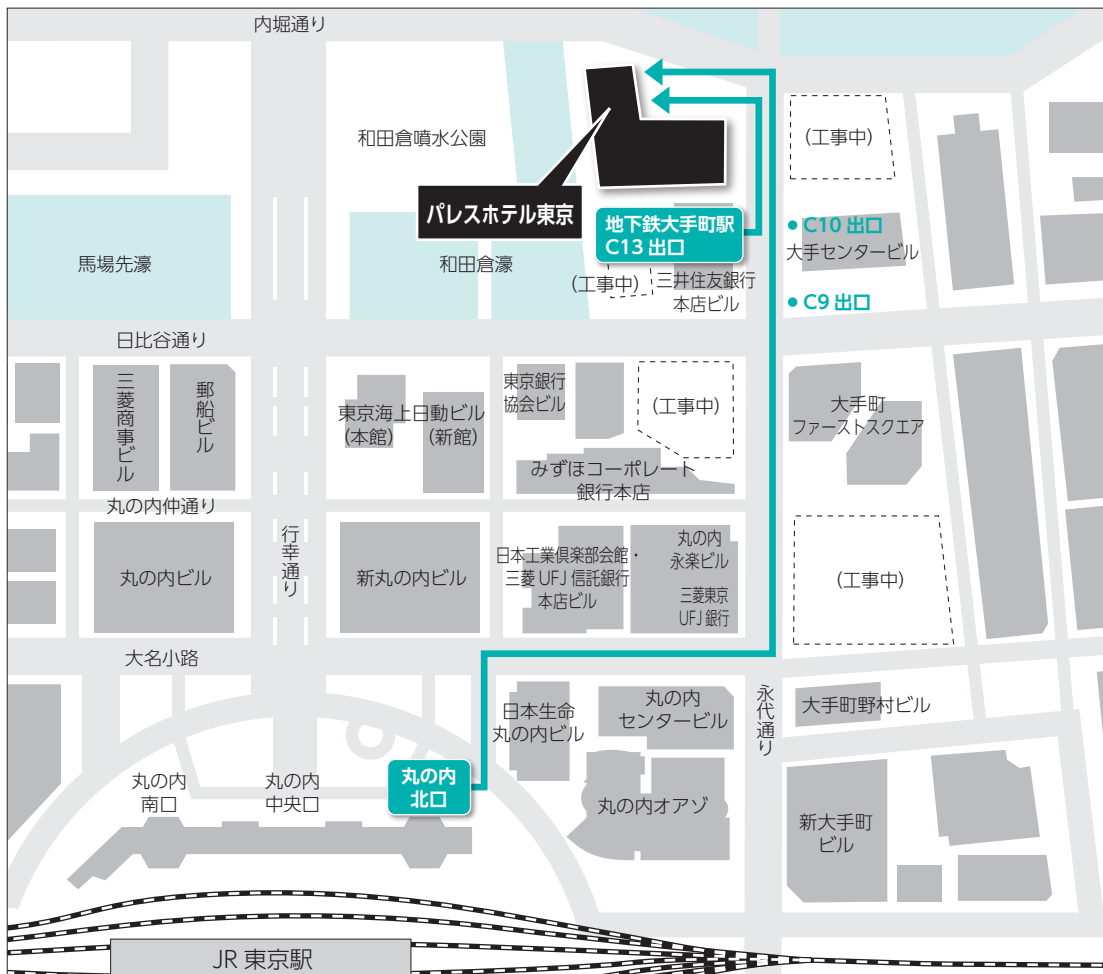 内堀通り
和田倉噴水公園
(工事中)
パレスホテル東京
地下鉄大手町駅
C13 出口
C10 出口
大手センタービル
馬場先濠
和田倉濠
(工事中)
三井住友銀行
本店ビル
C9 出口
日比谷通り
三菱商事ビル
郵船ビル
東京海上日動ビル
(本館)
(新館)
東京銀行
協会ビル
(工事中)
大手町
ファーストスクエア
みずほコーポレート
銀行本店
丸の内仲通り
行幸通り
丸の内ビル
新丸の内ビル
日本工業倶楽部会館・
三菱 UFJ 信託銀行
本店ビル
丸の内
永楽ビル
三菱東京
UFJ 銀行
(工事中)
大名小路
日本生命
丸の内ビル
丸の内
センタービル
永代通り
大手町野村ビル
丸の内
南口
丸の内
中央口
丸の内
北口
丸の内オアゾ
新大手町
ビル
JR 東京駅